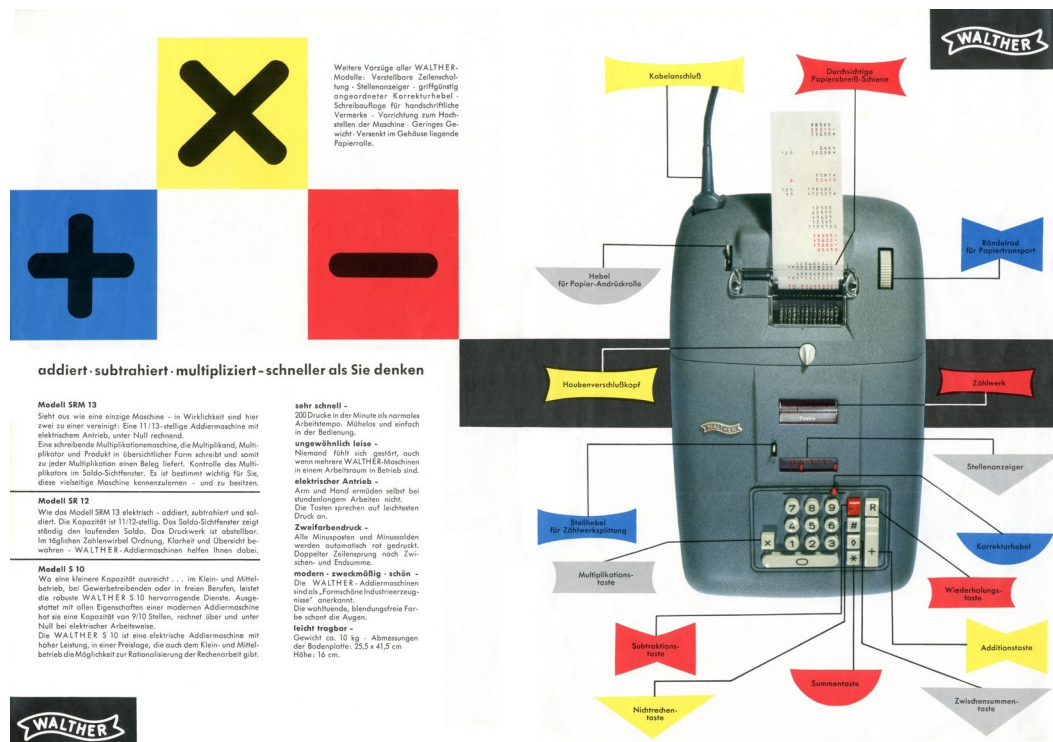 Weitere Vorzüge aller WALTHER-
Modelle: Verstellbare Zeilenschal-
tung · Stellenanzeiger · griffgünstig
angeordneter Korrekturhebel ·
Schreibauflage für handschriftliche
Vermerke · Vorrichtung zum Hoch-
stellen der Maschine · Geringes Ge-
wicht · Versenkt im Gehäuse liegende
Papierrolle.
addiert · subtrahiert · multipliziert – schneller als Sie denken
Modell SRM 13
Sieht aus wie eine einzige Maschine - in Wirklichkeit sind hier
zwei zu einer vereinigt: Eine 11/13-stellige Addiermaschine mit
elektrischem Antrieb, unter Null rechnend.
Eine schreibende Multiplikationsmaschine, die Multiplikand, Multi-
plikator und Produkt in übersichtlicher Form schreibt und somit
zu jeder Multiplikation einen Beleg liefert. Kontrolle des Multi-
plikators im Saldo-Sichtfenster. Es ist bestimmt wichtig für Sie,
diese vielseitige Maschine kennenzulernen - und zu besitzen.
Modell SR 12
Wie das Modell SRM 13 elektrisch - addiert, subtrahiert und sal-
diert. Die Kapazität ist 11/12-stellig. Das Saldo-Sichtfenster zeigt
ständig den laufenden Saldo. Das Druckwerk ist abstellbar.
Im täglichen Zahlenwirbel Ordnung, Klarheit und Übersicht be-
wahren - WALTHER-Addiermaschinen helfen Ihnen dabei.
Modell S 10
Wo eine kleinere Kapazität ausreicht . . . im Klein- und Mittel-
betrieb, bei Gewerbetreibenden oder in freien Berufen, leistet
die robuste WALTHER S 10 hervorragende Dienste. Ausge-
stattet mit allen Eigenschaften einer modernen Addiermaschine
hat sie eine Kapazität von 9/10 Stellen, rechnet über und unter
Null bei elektrischer Arbeitsweise.
Die WALTHER S 10 ist eine elektrische Addiermaschine mit
hoher Leistung, in einer Preislage, die auch dem Klein- und Mittel-
betrieb die Möglichkeit zur Rationalisierung der Rechenarbeit gibt.
sehr schnell -
200 Drucke in der Minute als normales
Arbeitstempo. Mühelos und einfach
in der Bedienung.
ungewöhnlich leise -
Niemand fühlt sich gestört, auch
wenn mehrere WALTHER-Maschinen
in einem Arbeitsraum in Betrieb sind.
elektrischer Antrieb -
Arm und Hand ermüden selbst bei
stundenlangem Arbeiten nicht.
Die Tasten sprechen auf leichtesten
Druck an.
Zweifarbendruck -
Alle Minusposten und Minussalden
werden automatisch rot gedruckt.
Doppelter Zeilensprung nach Zwi-
schen- und Endsumme.
modern - zweckmäßig - schön -
Die WALTHER - Addiermaschinen
sind als „Formschöne Industrieerzeug-
nisse" anerkannt.
Die wohltuende, blendungsfreie Far-
be schont die Augen.
leicht tragbar -
Gewicht ca. 10 kg · Abmessungen
der Bodenplatte: 25,5 x 41,5 cm
Höhe: 16 cm.
WALTHER
WALTHER
Kabelanschluß
Durchsichtige
Papierabreiß-Schiene
Hebel
für Papier-Andrückrolle
Rändelrad
für Papiertransport
Haubenverschlußkopf
Zählwerk
WALTHER
Stellenanzeiger
Stellhebel
für Zählwerksplittung
7 8 9 - R
4 5 6 #
x 1 2 3 ◊ +
0 *
Korrekturhebel
Multiplikations-
taste
Wiederholungs-
taste
Subtraktions-
taste
Additionstaste
Summentaste
Nichtrechen-
taste
Zwischensummen-
taste